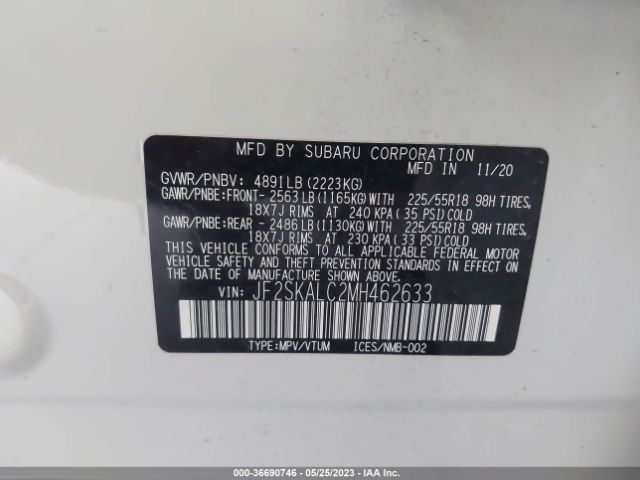 MFD BY SUBARU CORPORATION
GVWR/PNBV: 4891LB(2223KG) MFD IN 11/20
GAWR/PNBE:FRONT- 2563LB(1165KG)WITH 225/55R18 98H TIRES,
18X7J RIMS AT 240 KPA(35 PSI)COLD
GAWR/PNBE:REAR - 2486LB(1130KG)WITH 225/55R18 98H TIRES,
18X7J RIMS AT 230 KPA(33 PSI)COLD
THIS VEHICLE CONFORMS TO ALL APPLICABLE FEDERAL MOTOR
VEHICLE SAFETY,BUMPER,AND THEFT PREVENTION STANDARDS IN EFFECT
ON THE DATE OF MANUFACTURE SHOWN ABOVE.
VIN: JF2SKALC2MH462633
TYPE:MPV/VTUM ICES/NMB-002
000-36690746 - 05/25/2023 - IAA Inc.